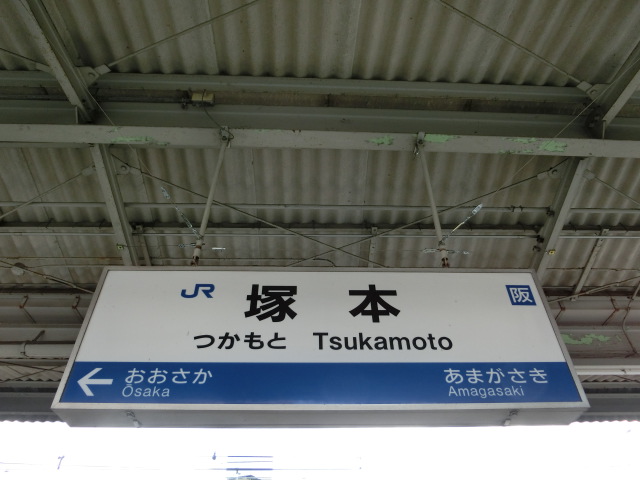 JR 塚本 阪
つかもと Tsukamoto
← おおさか あまがさき
Ōsaka Amagasaki